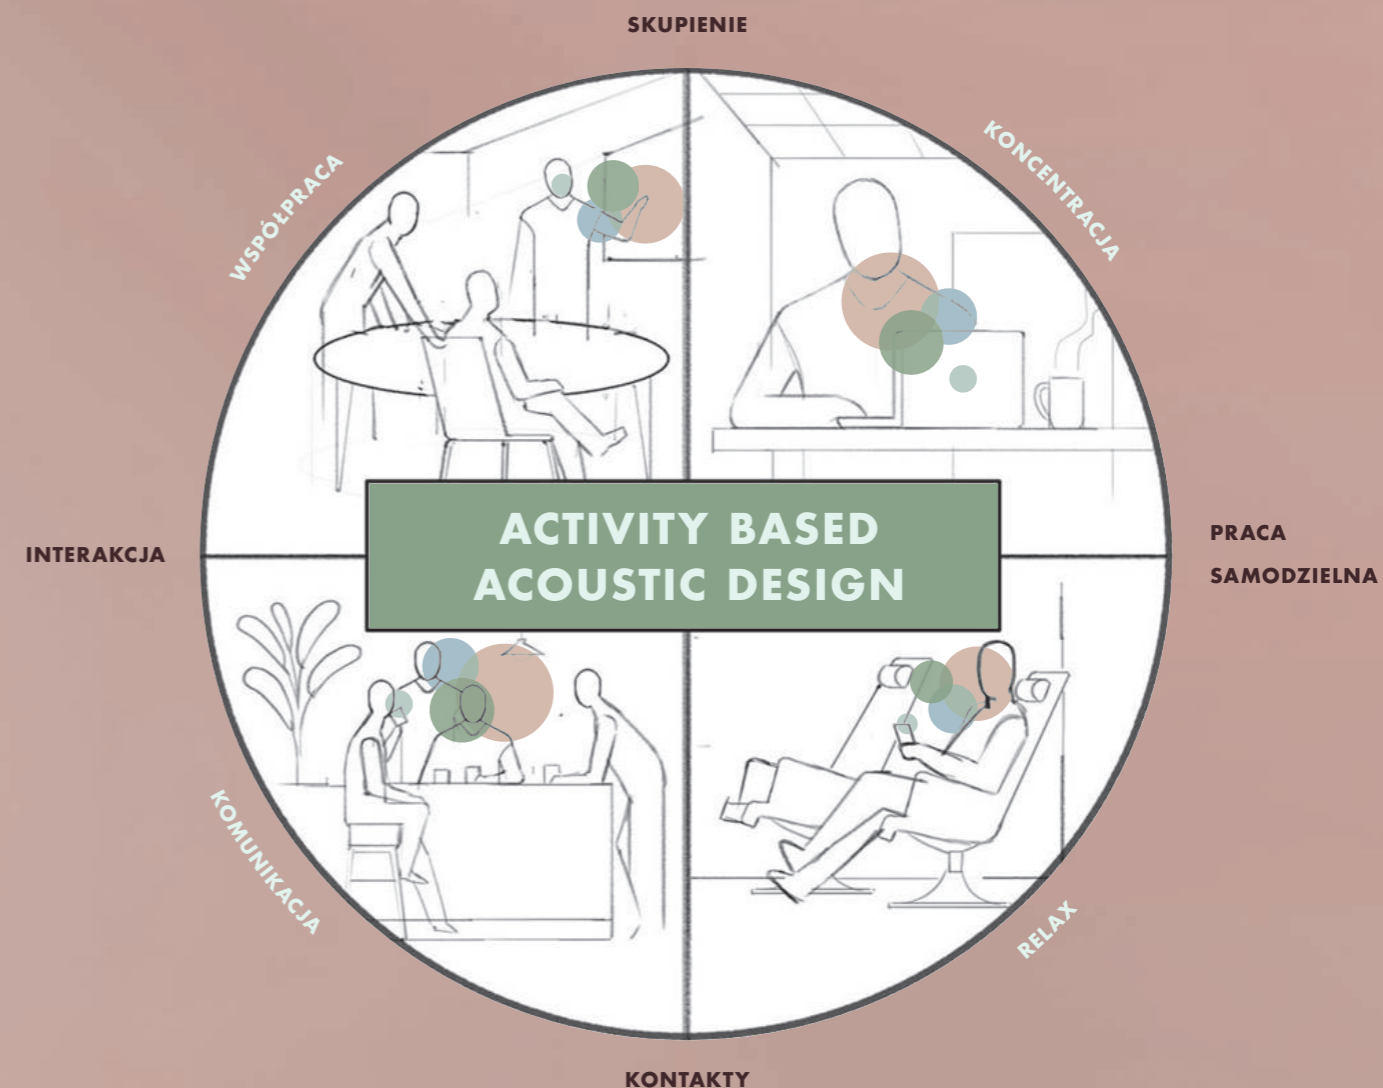 SKUPIENIE
WSPÓŁPRACA
KONCENTRACJA
ACTIVITY BASED
ACOUSTIC DESIGN
INTERAKCJA
PRACA
SAMODZIELNA
KOMUNIKACJA
RELAX
KONTAKTY